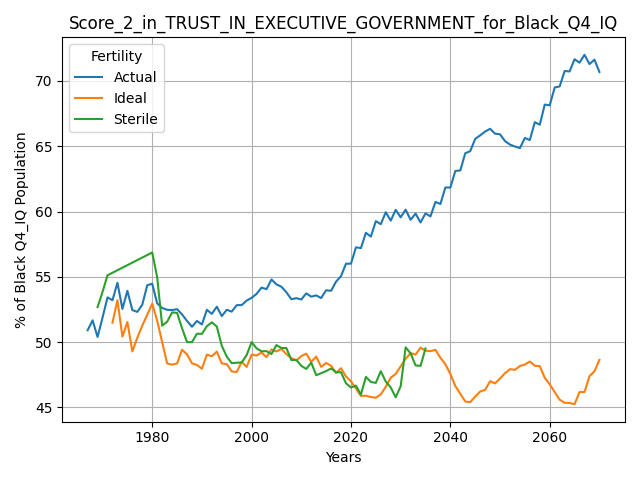 Score_2_in_TRUST_IN_EXECUTIVE_GOVERNMENT_for_Black_Q4_IQ
Fertility
Actual
Ideal
Sterile
% of Black Q4_IQ Population
70
65
60
55
50
45
1980
2000
2020
2040
2060
Years